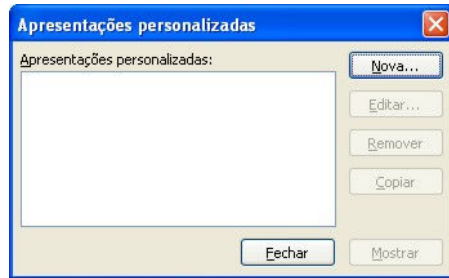 Apresentações personalizadas
Apresentações personalizadas:
Nova...
Editar...
Remover
Copiar
Fechar
Mostrar